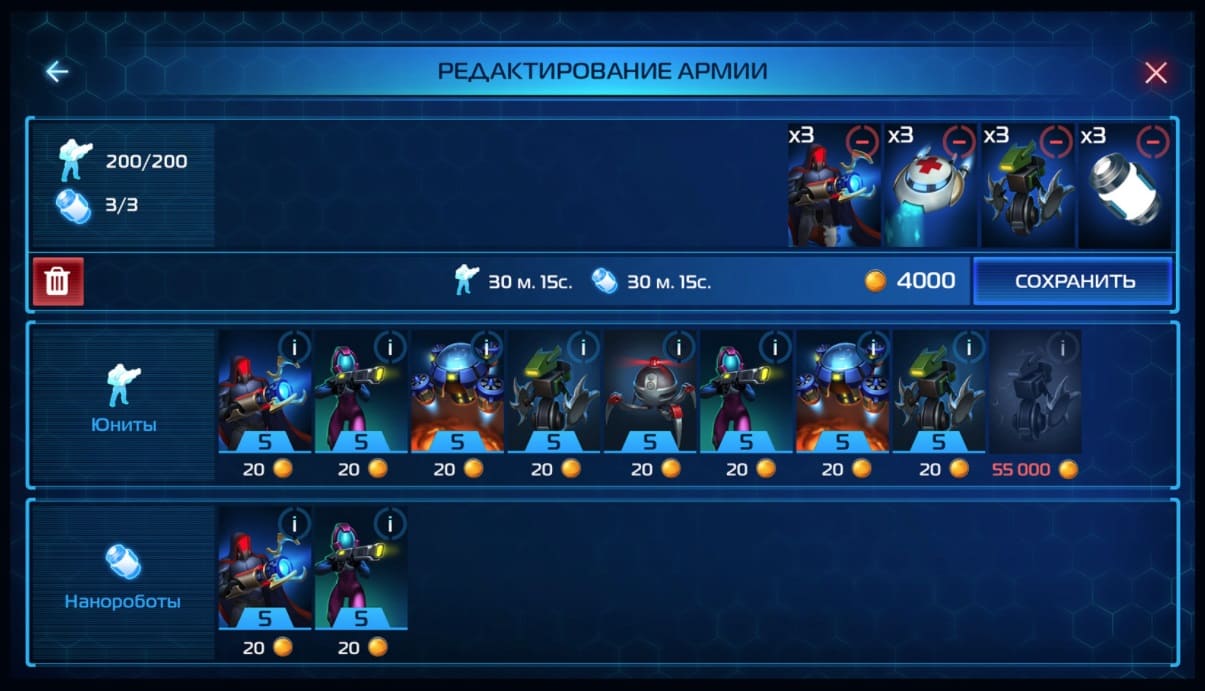 РЕДАКТИРОВАНИЕ АРМИИ
200/200
3/3
x3 x3 x3 x3
30 м. 15с. 30 м. 15с. 4000 СОХРАНИТЬ
i i i i i i i i i
Юниты
5 5 5 5 5 5 5 5
20 20 20 20 20 20 20 20 55 000
i i
Нанороботы
5 5
20 20